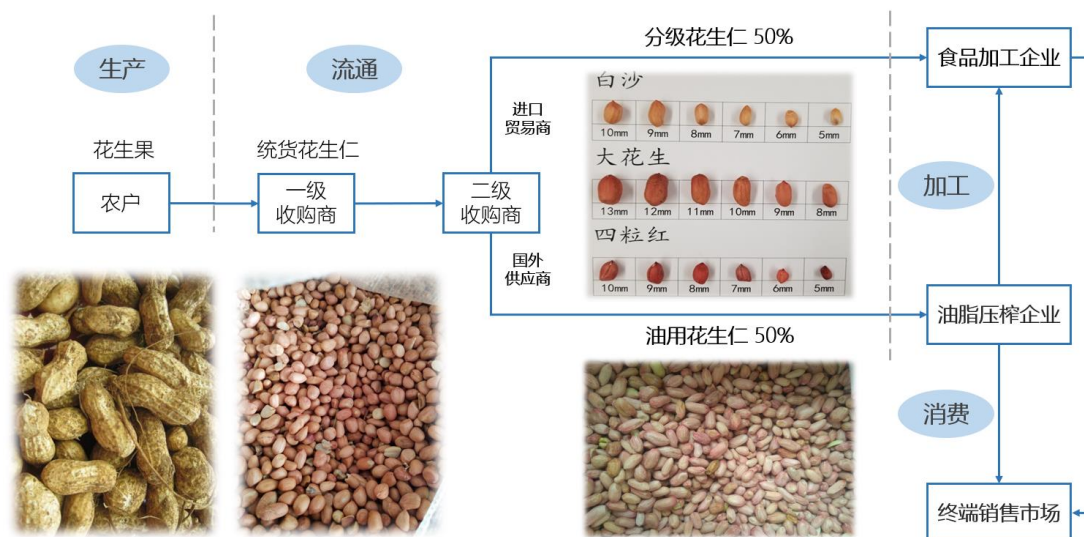 生产
流通
花生果
统货花生仁
农户
一级
收购商
二级
收购商
进口
贸易商
国外
供应商
分级花生仁 50%
白沙
10mm 9mm 8mm 7mm 6mm 5mm
大花生
13mm 12mm 11mm 10mm 9mm 8mm
四粒红
10mm 9mm 8mm 7mm 6mm 5mm
油用花生仁 50%
食品加工企业
加工
油脂压榨企业
消费
终端销售市场